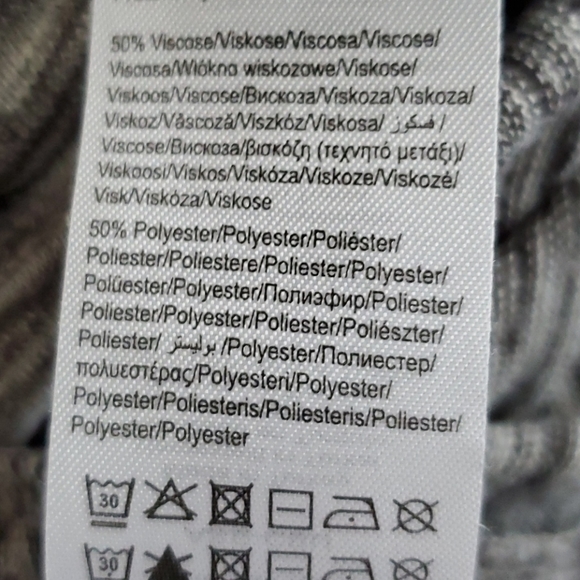 50% Viscose/Viskose/Viscosa/Viscose/
Viscosa/Włókno wiskozowe/Viskose/
Viskoos/Viscose/Вискоза/Viskoza/Viskoza/
Viskoz/Vâscoză/Viszkóz/Viskosa/ فسكوز /
Viscose/Вискоза/βισκόζη (τεχνητό μετάξι)/
Viskoosi/Viskos/Viskóza/Viskoze/Viskozė/
Visk/Viskóza/Viskose
50% Polyester/Polyester/Poliéster/
Poliester/Poliestere/Poliester/Polyester/
Polüester/Polyester/Полиэфир/Poliester/
Poliester/Polyester/Poliester/Poliészter/
Poliester/ بوليستر /Polyester/Полиестер/
πολυεστέρας/Polyesteri/Polyester/
Polyester/Poliesteris/Poliesteris/Poliester/
Polyester/Polyester
30
30